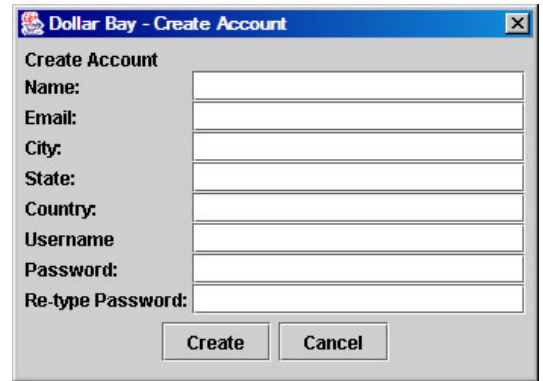 Dollar Bay - Create Account
Create Account
Name:
Email:
City:
State:
Country:
Username
Password:
Re-type Password:
Create Cancel